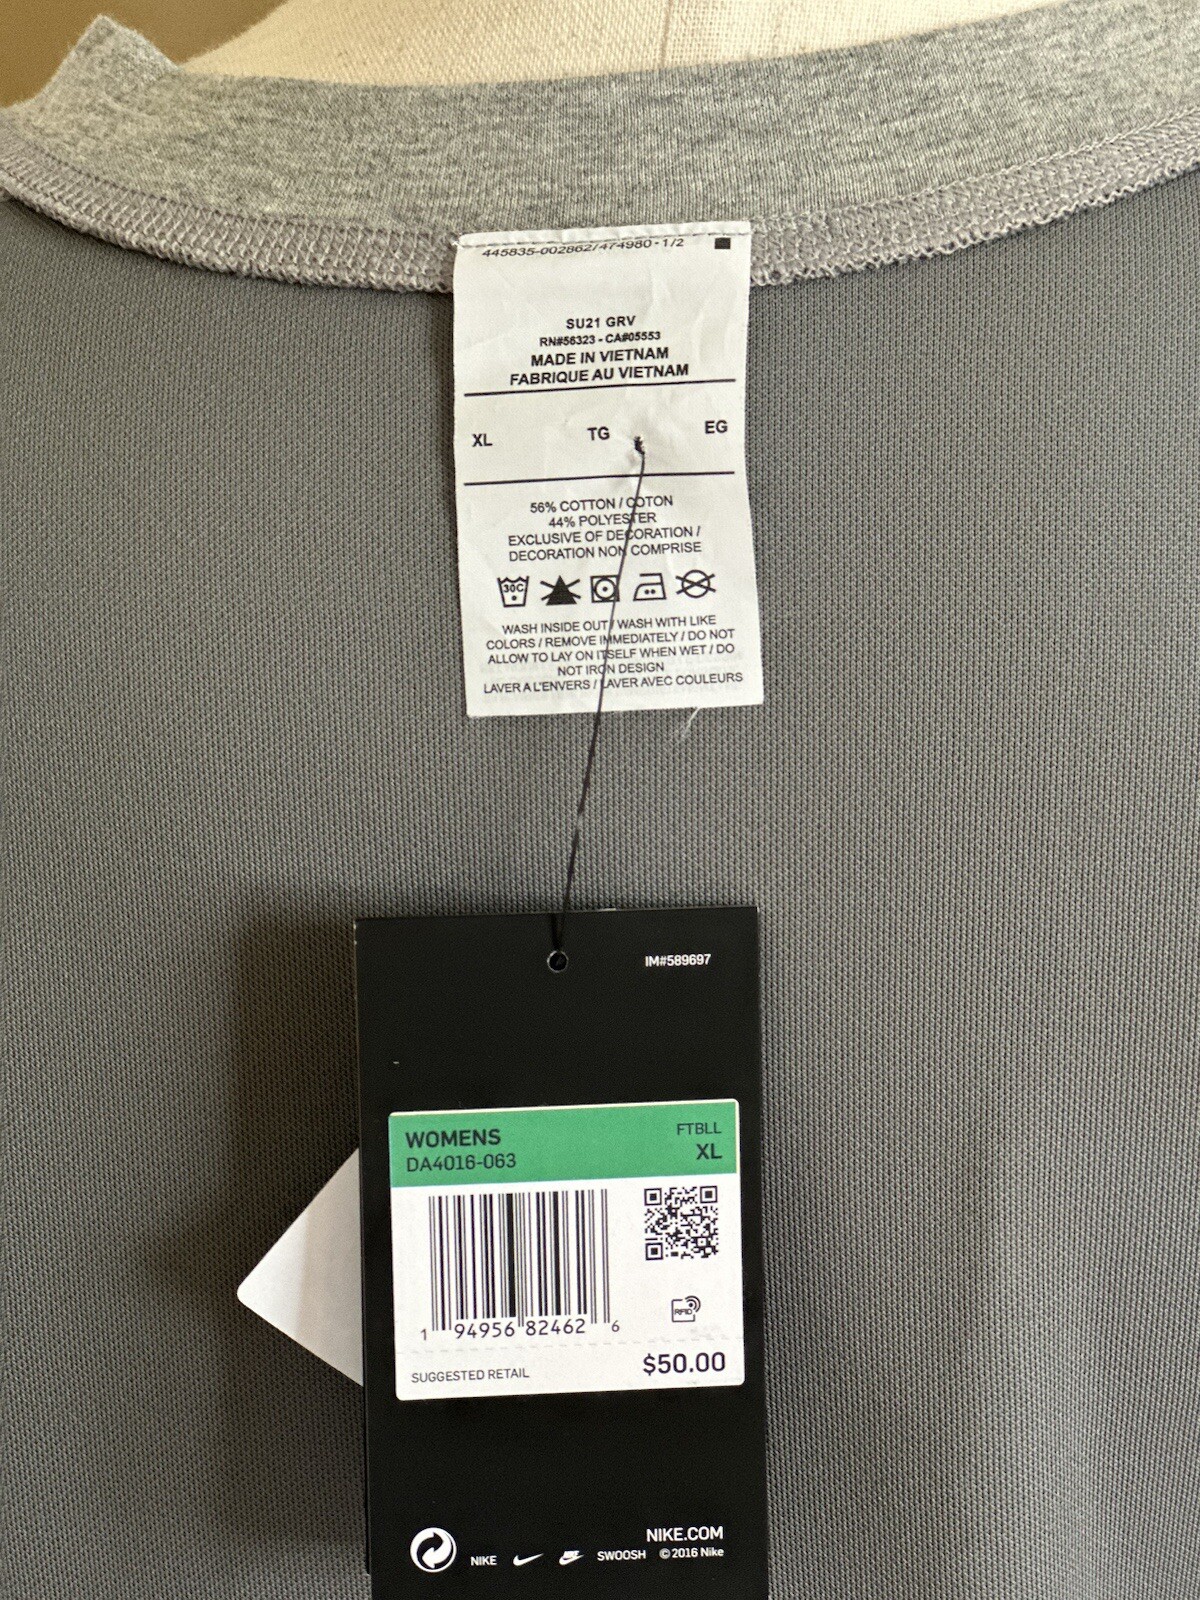 445835-002862/474980-1/2
SU21 GRV
RN#56323 - CA#05553
MADE IN VIETNAM
FABRIQUE AU VIETNAM
XL TG EG
56% COTTON / COTON
44% POLYESTER
EXCLUSIVE OF DECORATION /
DECORATION NON COMPRISE
30C
WASH INSIDE OUT / WASH WITH LIKE
COLORS / REMOVE IMMEDIATELY / DO NOT
ALLOW TO LAY ON ITSELF WHEN WET / DO
NOT IRON DESIGN
LAVER A L'ENVERS / LAVER AVEC COULEURS
IM#589697
WOMENS FTBLL
DA4016-063 XL
RFID
1 94956 82462 6
SUGGESTED RETAIL $50.00
NIKE.COM
NIKE SWOOSH © 2016 Nike